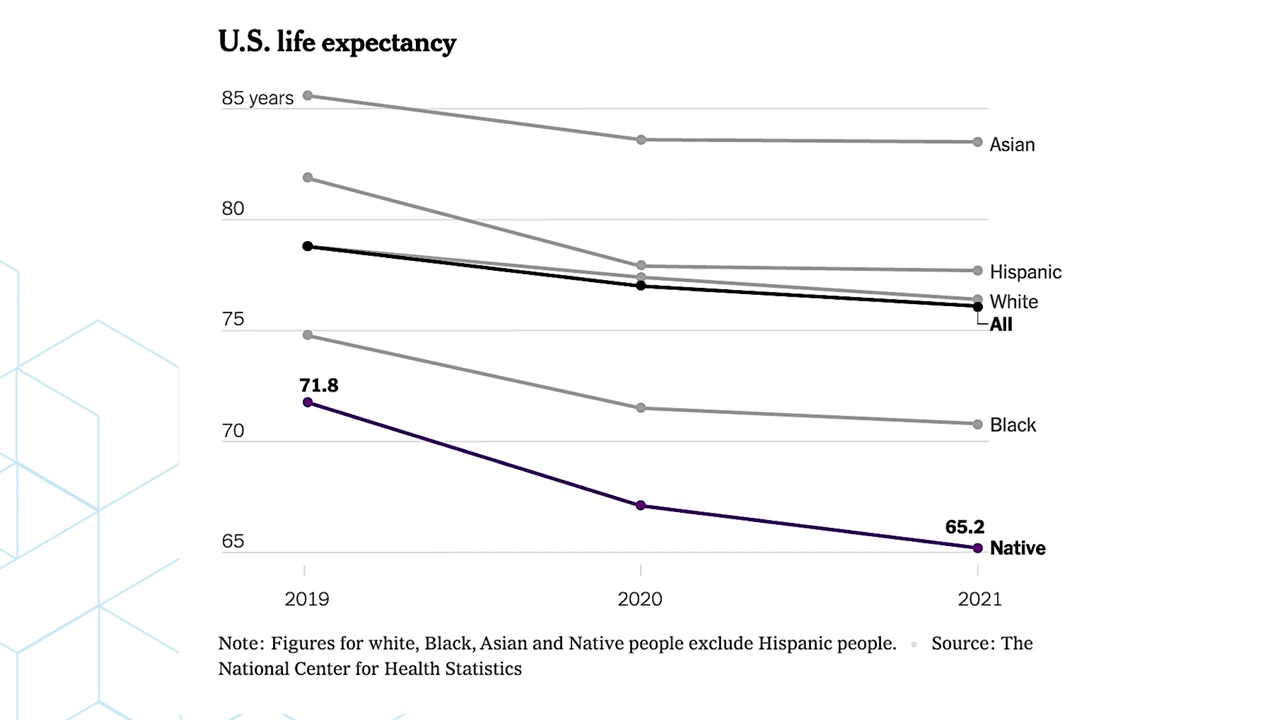 U.S. life expectancy
85 years
Asian
80
Hispanic
White
75
All
71.8
Black
70
65.2
65
Native
2019 2020 2021
Note: Figures for white, Black, Asian and Native people exclude Hispanic people. • Source: The
National Center for Health Statistics